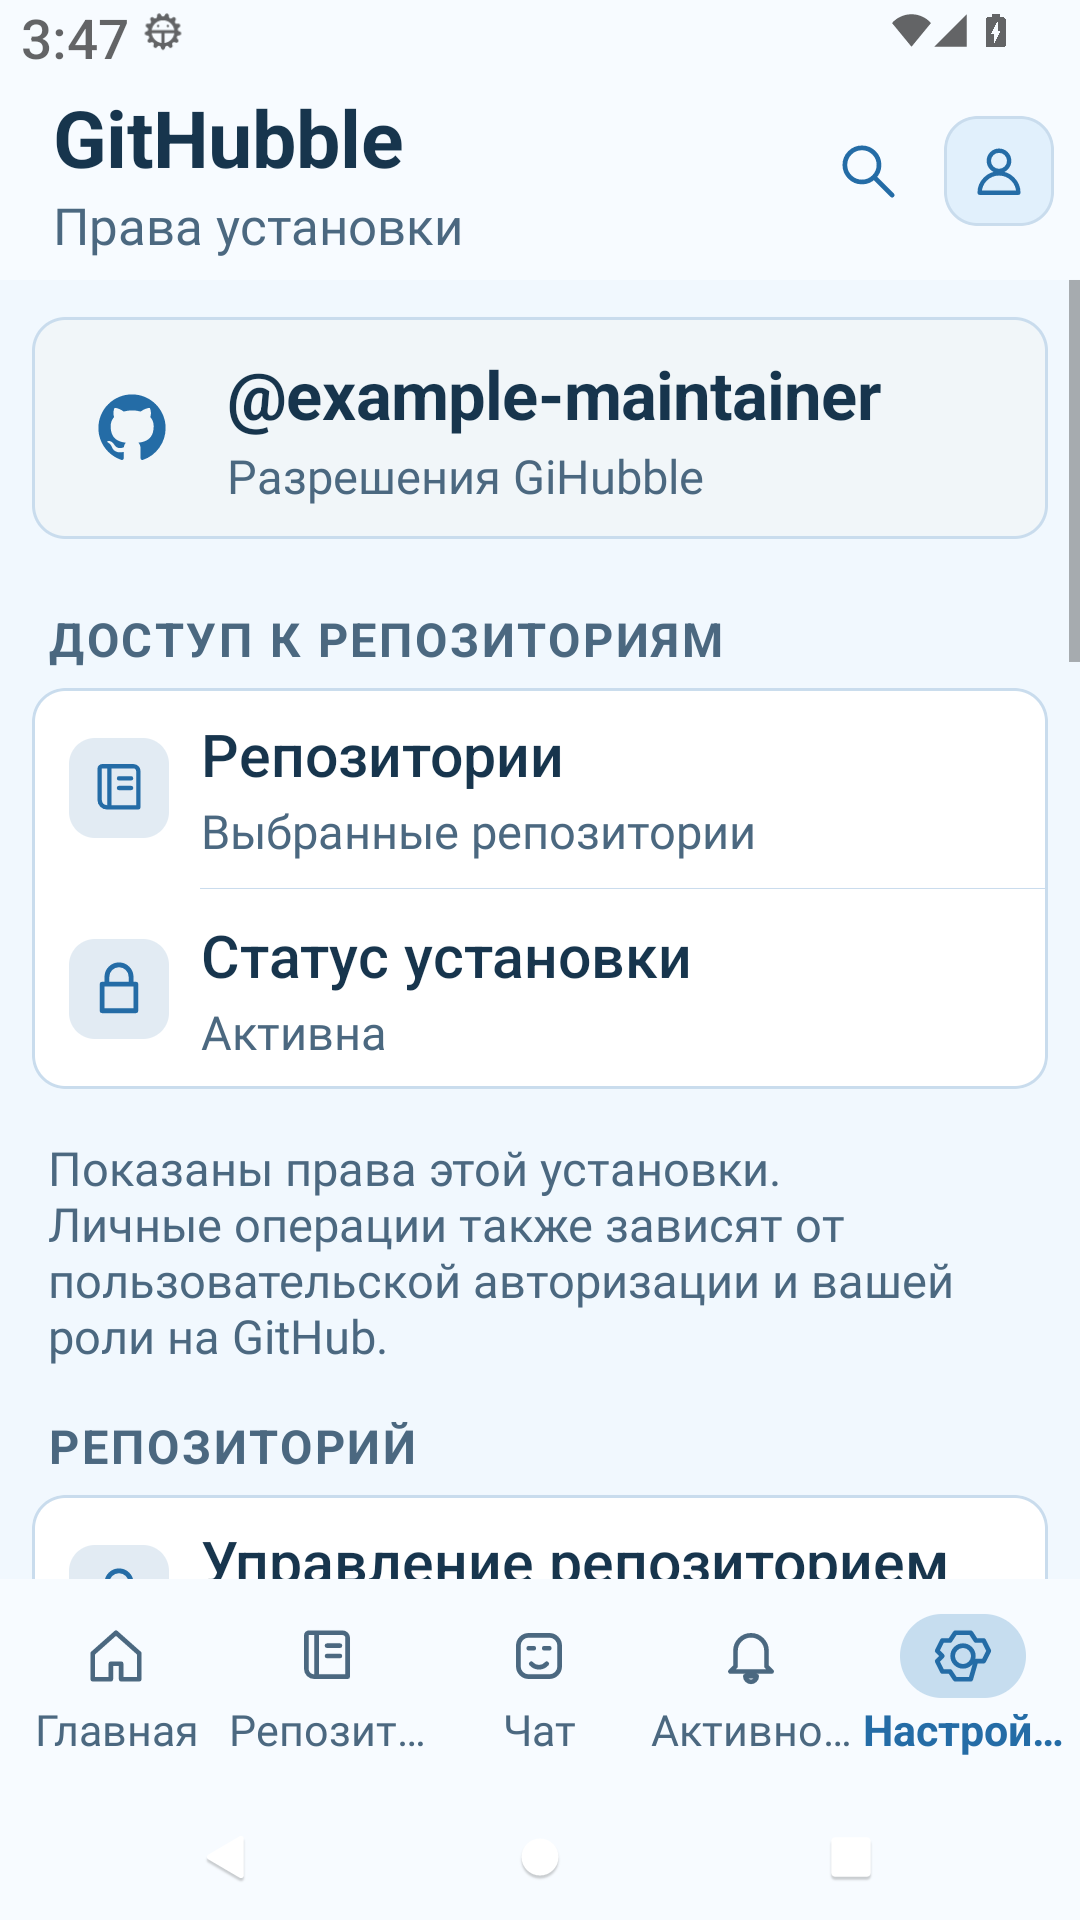 3:47
GitHubble
Права установки
@example-maintainer
Разрешения GiHubble
ДОСТУП К РЕПОЗИТОРИЯМ
Репозитории
Выбранные репозитории
Статус установки
Активна
Показаны права этой установки.
Личные операции также зависят от
пользовательской авторизации и вашей
роли на GitHub.
РЕПОЗИТОРИЙ
Управление репозиторием
Главная
Репозит...
Чат
Активно...
Настрой...